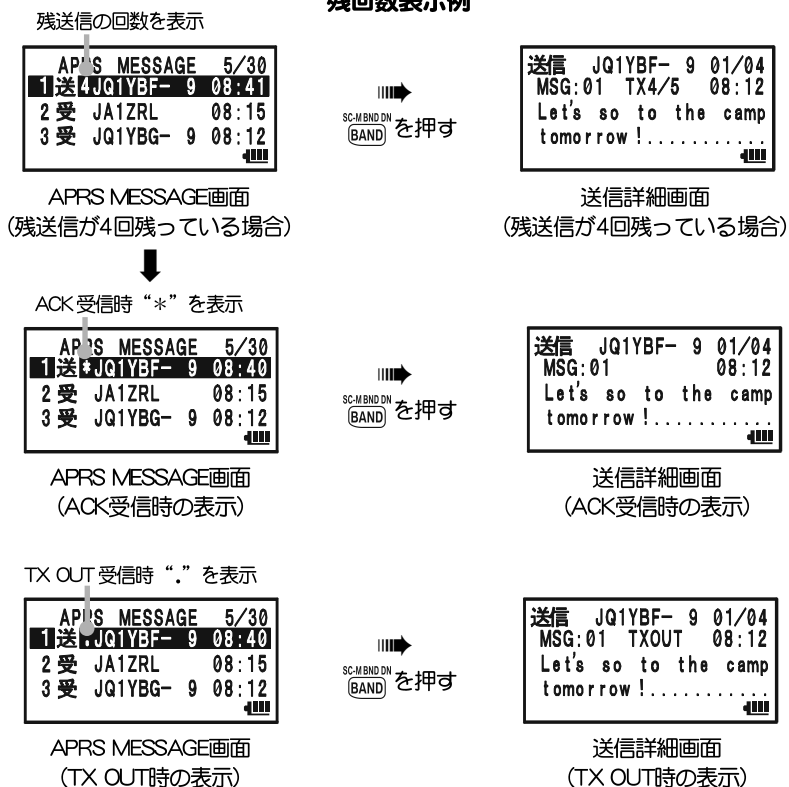 残回数表示例
残送信の回数を表示
APRS MESSAGE 5/30
1送4JQ1YBF- 9 08:41
2受 JA1ZRL 08:15
3受 JQ1YBG- 9 08:12
SC-M BND DN
BAND を押す
送信 JQ1YBF- 9 01/04
MSG:01 TX4/5 08:12
Let's so to the camp
tomorrow!...........
APRS MESSAGE画面
(残送信が4回残っている場合)
送信詳細画面
(残送信が4回残っている場合)
ACK受信時“*”を表示
APRS MESSAGE 5/30
1送*JQ1YBF- 9 08:40
2受 JA1ZRL 08:15
3受 JQ1YBG- 9 08:12
SC-M BND DN
BAND を押す
送信 JQ1YBF- 9 01/04
MSG:01 08:12
Let's so to the camp
tomorrow!...........
APRS MESSAGE画面
(ACK受信時の表示)
送信詳細画面
(ACK受信時の表示)
TX OUT受信時“.”を表示
APRS MESSAGE 5/30
1送.JQ1YBF- 9 08:40
2受 JA1ZRL 08:15
3受 JQ1YBG- 9 08:12
SC-M BND DN
BAND を押す
送信 JQ1YBF- 9 01/04
MSG:01 TXOUT 08:12
Let's so to the camp
tomorrow!...........
APRS MESSAGE画面
(TX OUT時の表示)
送信詳細画面
(TX OUT時の表示)